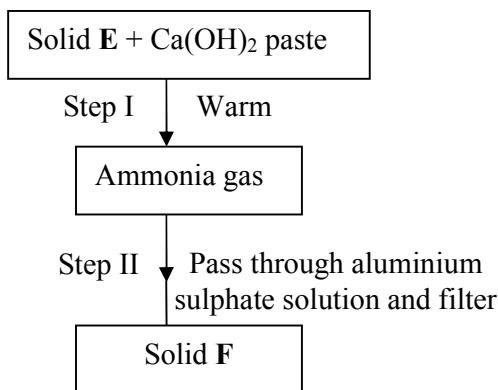 Solid E + Ca(OH)₂ paste
Step I Warm
Ammonia gas
Step II Pass through aluminium
sulphate solution and filter
Solid F